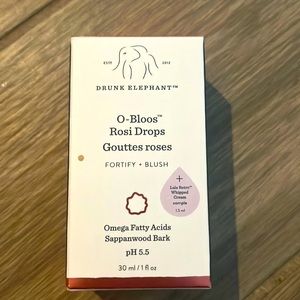 ESTD 2012
DRUNK ELEPHANT™
O-Bloos™
Rosi Drops
Gouttes roses
FORTIFY + BLUSH
+
Lala Retro™
Whipped
Cream
sample
1.5 ml
Omega Fatty Acids
Sappanwood Bark
pH 5.5
30 ml / 1 fl oz